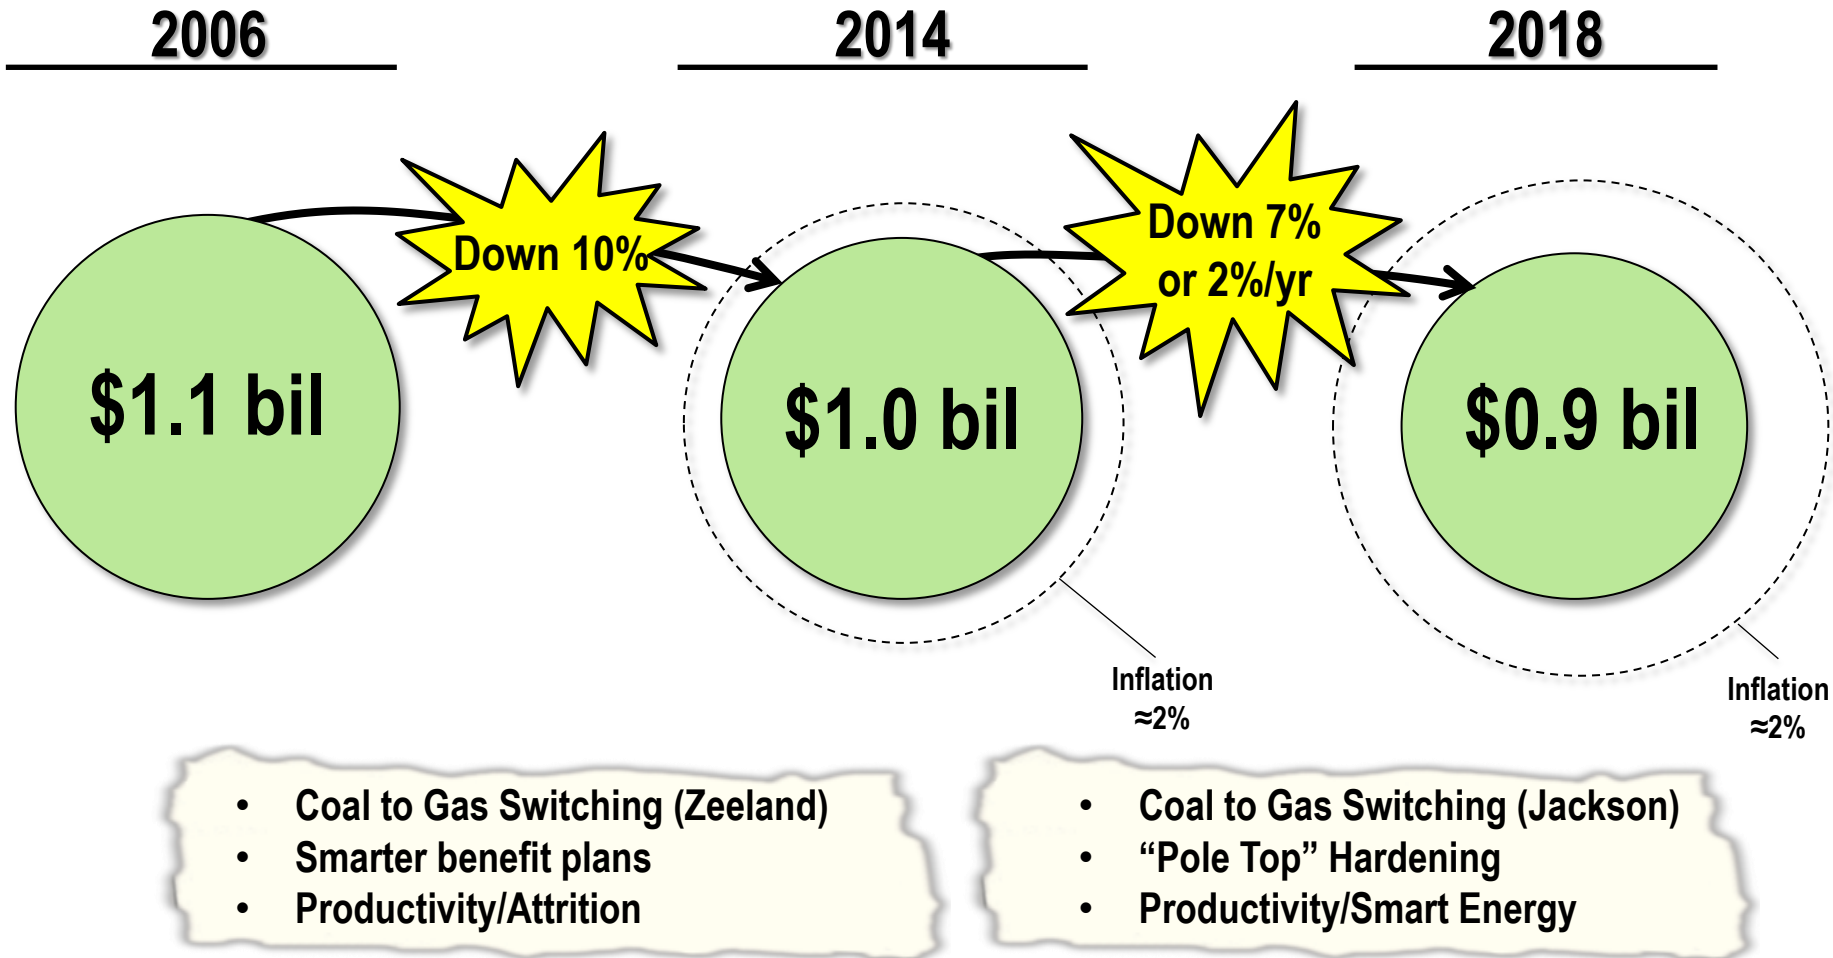 2006
2014
2018
Down 10%
Down 7%
or 2%/yr
$1.1 bil
$1.0 bil
$0.9 bil
Inflation
≈2%
Inflation
≈2%
• Coal to Gas Switching (Zeeland)
• Smarter benefit plans
• Productivity/Attrition
• Coal to Gas Switching (Jackson)
• “Pole Top” Hardening
• Productivity/Smart Energy